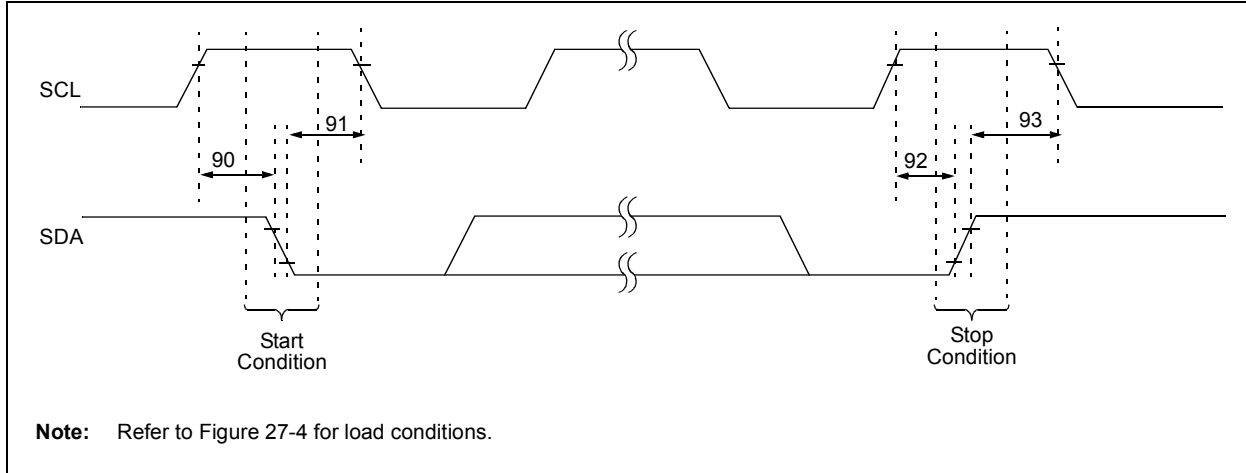 SCL
91
93
90
92
SDA
Start
Condition
Stop
Condition
Note: Refer to Figure 27-4 for load conditions.